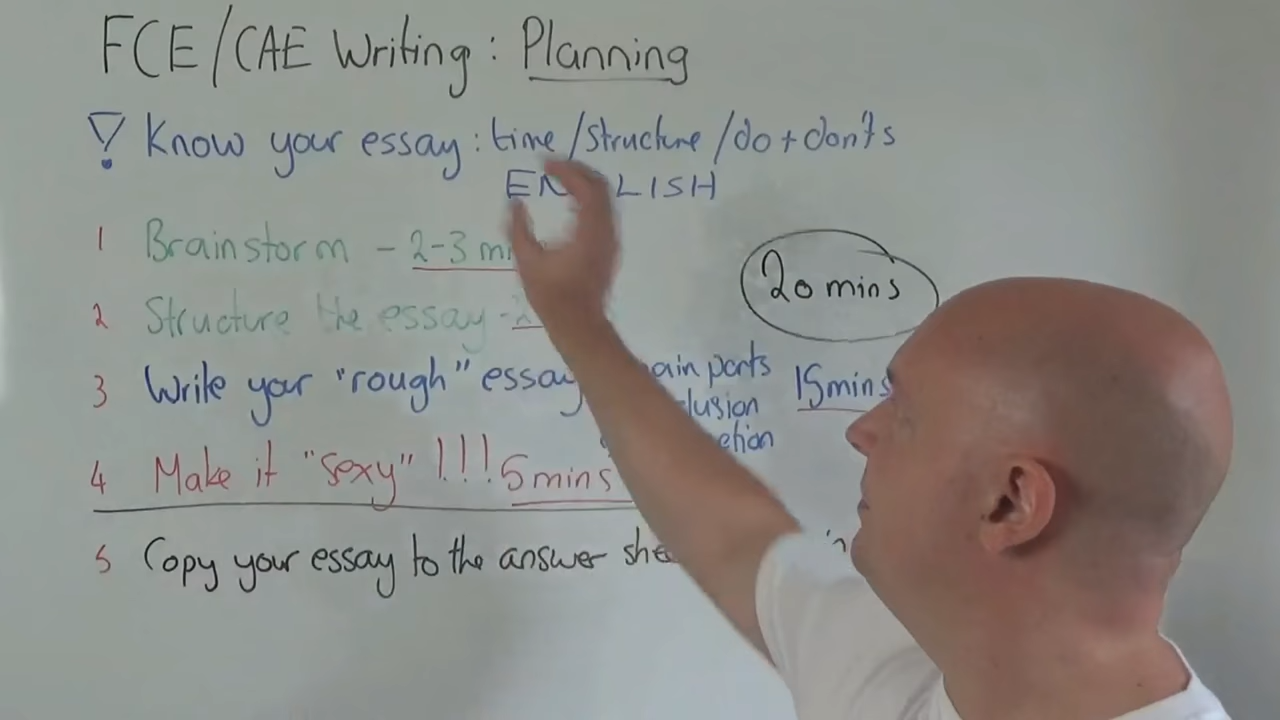 FCE/CAE Writing: Planning
! Know your essay: time/structure/do + don'ts
ENLISH
1 Brainstorm - 2-3
2 Structure the essay -
3 Write your "rough" essay parts
15mins
20 mins
4 Make it "sexy" !!! 5mins
5 Copy your essay to the answer